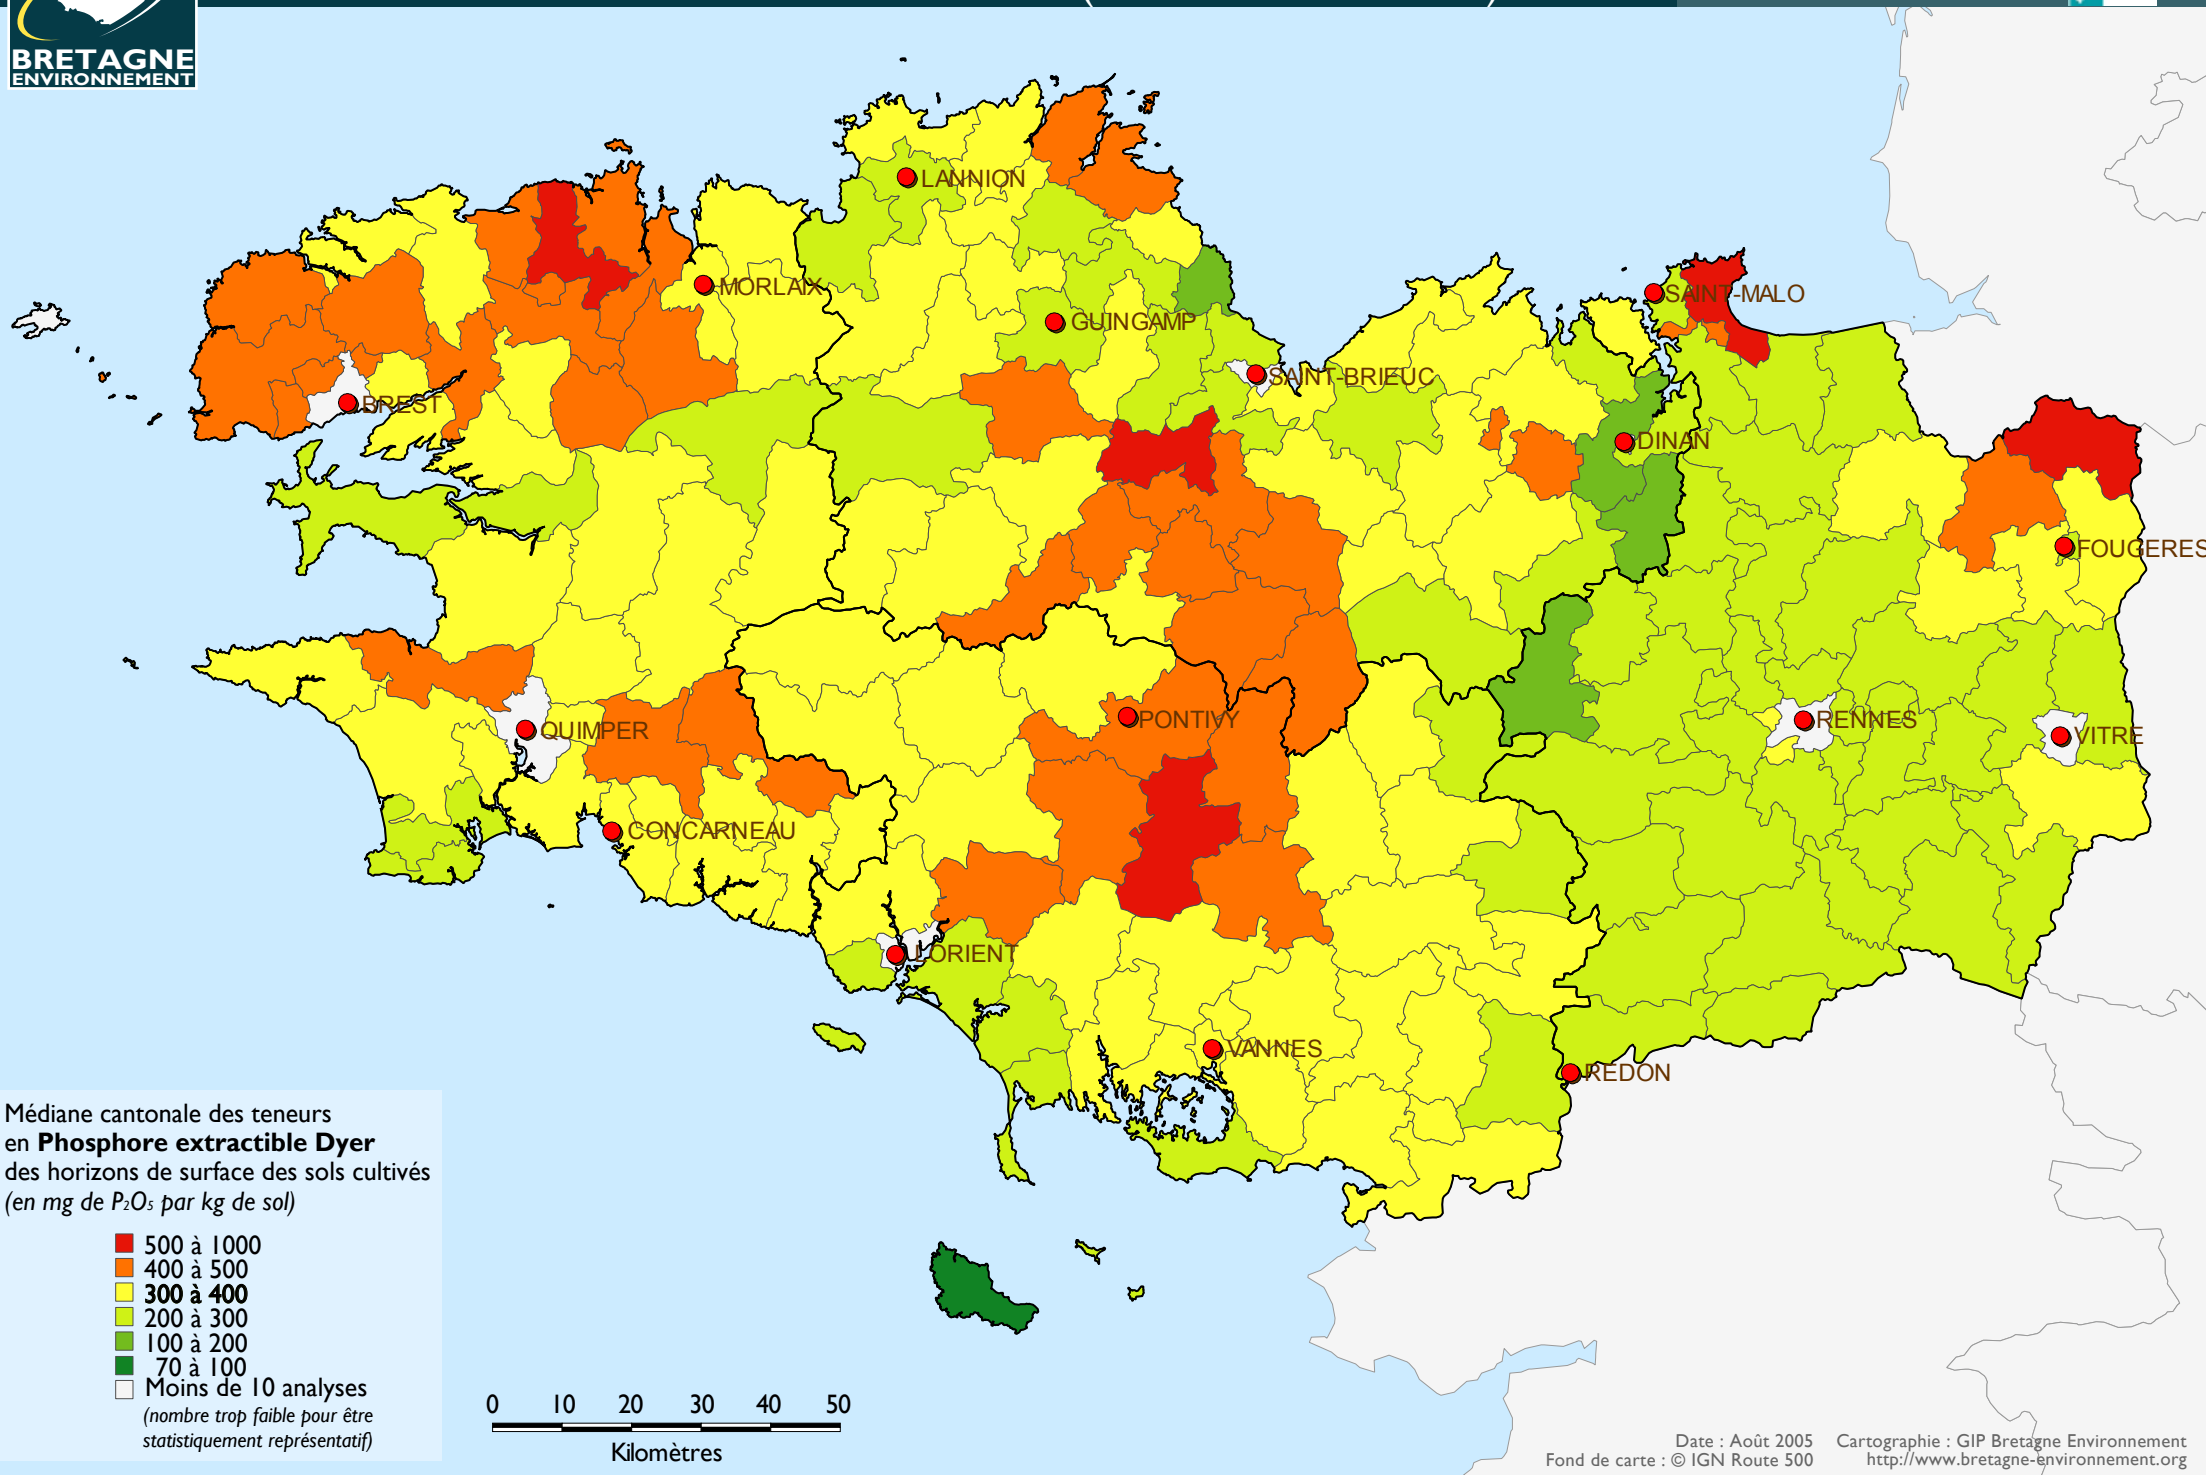 BRETAGNE
ENVIRONNEMENT
LANNION
MORLAIX
GUINGAMP
SAINT-MALO
BREST
SAINT-BRIEUC
DINAN
FOUGERES
QUIMPER
PONTIVY
RENNES
VITRE
CONCARNEAU
LORIENT
VANNES
REDON
Médiane cantonale des teneurs
en Phosphore extractible Dyer
des horizons de surface des sols cultivés
(en mg de P₂O₅ par kg de sol)
500 à 1000
400 à 500
300 à 400
200 à 300
100 à 200
70 à 100
Moins de 10 analyses
(nombre trop faible pour être
statistiquement représentatif)
0 10 20 30 40 50
Kilomètres
Date : Août 2005 Cartographie : GIP Bretagne Environnement
Fond de carte : © IGN Route 500 http://www.bretagne-environnement.org